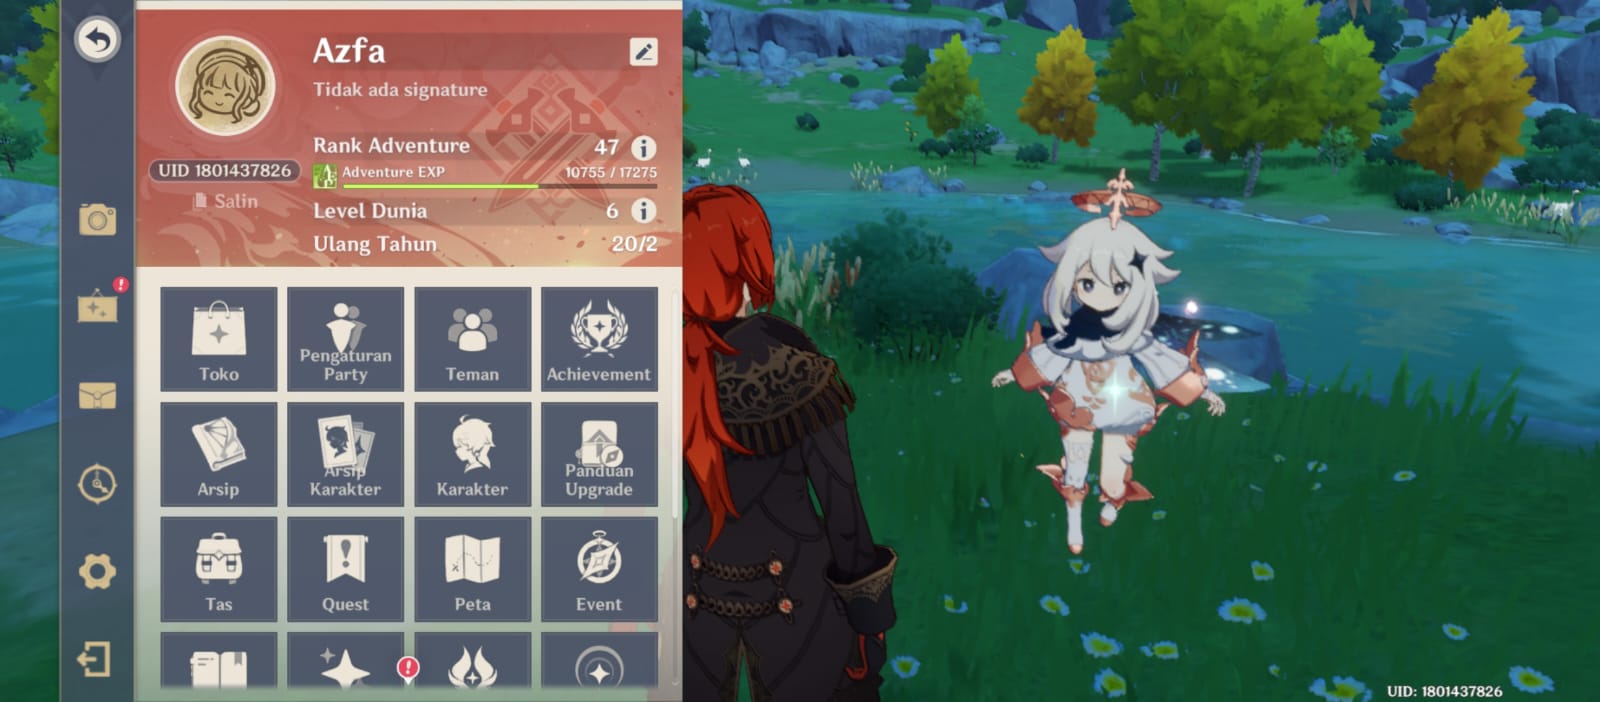 Azfa
Tidak ada signature
Rank Adventure 47
Adventure EXP 10755 / 17275
UID 1801437826
Salin
Level Dunia 6
Ulang Tahun 20/2
Toko
Pengaturan
Party
Teman
Achievement
Arsip
Arsip
Karakter
Karakter
Panduan
Upgrade
Tas
Quest
Peta
Event
UID: 1801437826